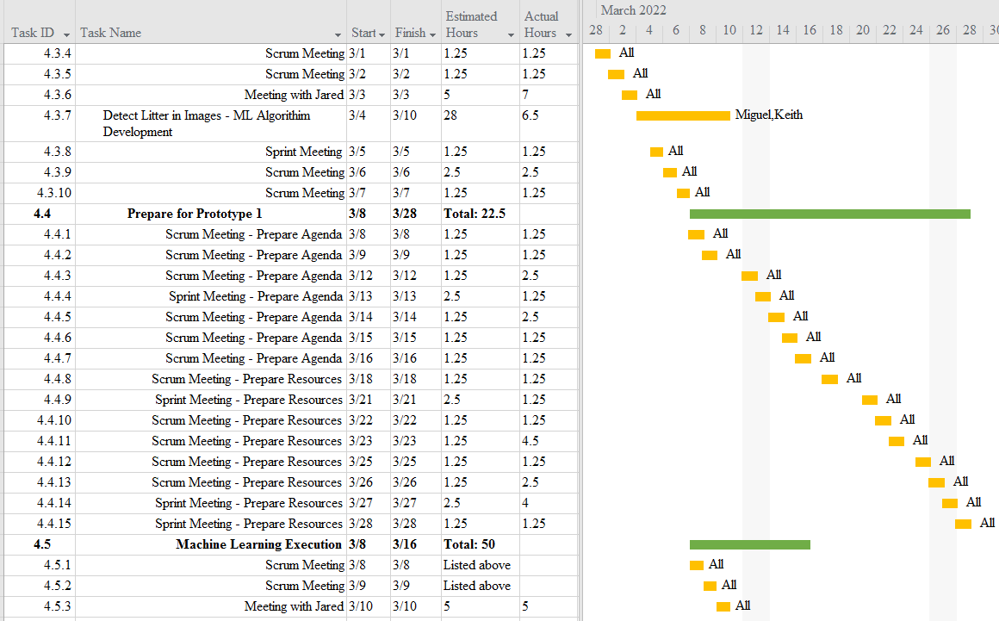 March 2022
Task ID Task Name Start Finish Estimated Hours Actual Hours 28 2 4 6 8 10 12 14 16 18 20 22 24 26 28
4.3.4 Scrum Meeting 3/1 3/1 1.25 1.25 All
4.3.5 Scrum Meeting 3/2 3/2 1.25 1.25 All
4.3.6 Meeting with Jared 3/3 3/3 5 7 All
4.3.7 Detect Litter in Images - ML Algorithim 3/4 3/10 28 6.5 Miguel,Keith
Development
4.3.8 Sprint Meeting 3/5 3/5 1.25 1.25 All
4.3.9 Scrum Meeting 3/6 3/6 2.5 2.5 All
4.3.10 Scrum Meeting 3/7 3/7 1.25 1.25 All
4.4 Prepare for Prototype 1 3/8 3/28 Total: 22.5
4.4.1 Scrum Meeting - Prepare Agenda 3/8 3/8 1.25 1.25 All
4.4.2 Scrum Meeting - Prepare Agenda 3/9 3/9 1.25 1.25 All
4.4.3 Scrum Meeting - Prepare Agenda 3/12 3/12 1.25 2.5 All
4.4.4 Sprint Meeting - Prepare Agenda 3/13 3/13 2.5 1.25 All
4.4.5 Scrum Meeting - Prepare Agenda 3/14 3/14 1.25 2.5 All
4.4.6 Scrum Meeting - Prepare Agenda 3/15 3/15 1.25 1.25 All
4.4.7 Scrum Meeting - Prepare Agenda 3/16 3/16 1.25 1.25 All
4.4.8 Scrum Meeting - Prepare Resources 3/18 3/18 1.25 1.25 All
4.4.9 Sprint Meeting - Prepare Resources 3/21 3/21 2.5 1.25 All
4.4.10 Scrum Meeting - Prepare Resources 3/22 3/22 1.25 1.25 All
4.4.11 Scrum Meeting - Prepare Resources 3/23 3/23 1.25 4.5 All
4.4.12 Scrum Meeting - Prepare Resources 3/25 3/25 1.25 1.25 All
4.4.13 Scrum Meeting - Prepare Resources 3/26 3/26 1.25 2.5 All
4.4.14 Sprint Meeting - Prepare Resources 3/27 3/27 2.5 4 All
4.4.15 Sprint Meeting - Prepare Resources 3/28 3/28 1.25 1.25 All
4.5 Machine Learning Execution 3/8 3/16 Total: 50
4.5.1 Scrum Meeting 3/8 3/8 Listed above All
4.5.2 Scrum Meeting 3/9 3/9 Listed above All
4.5.3 Meeting with Jared 3/10 3/10 5 5 All